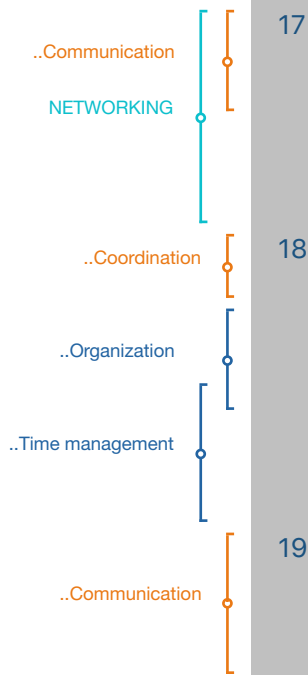 17
..Communication
NETWORKING
18
..Coordination
..Organization
..Time management
19
..Communication